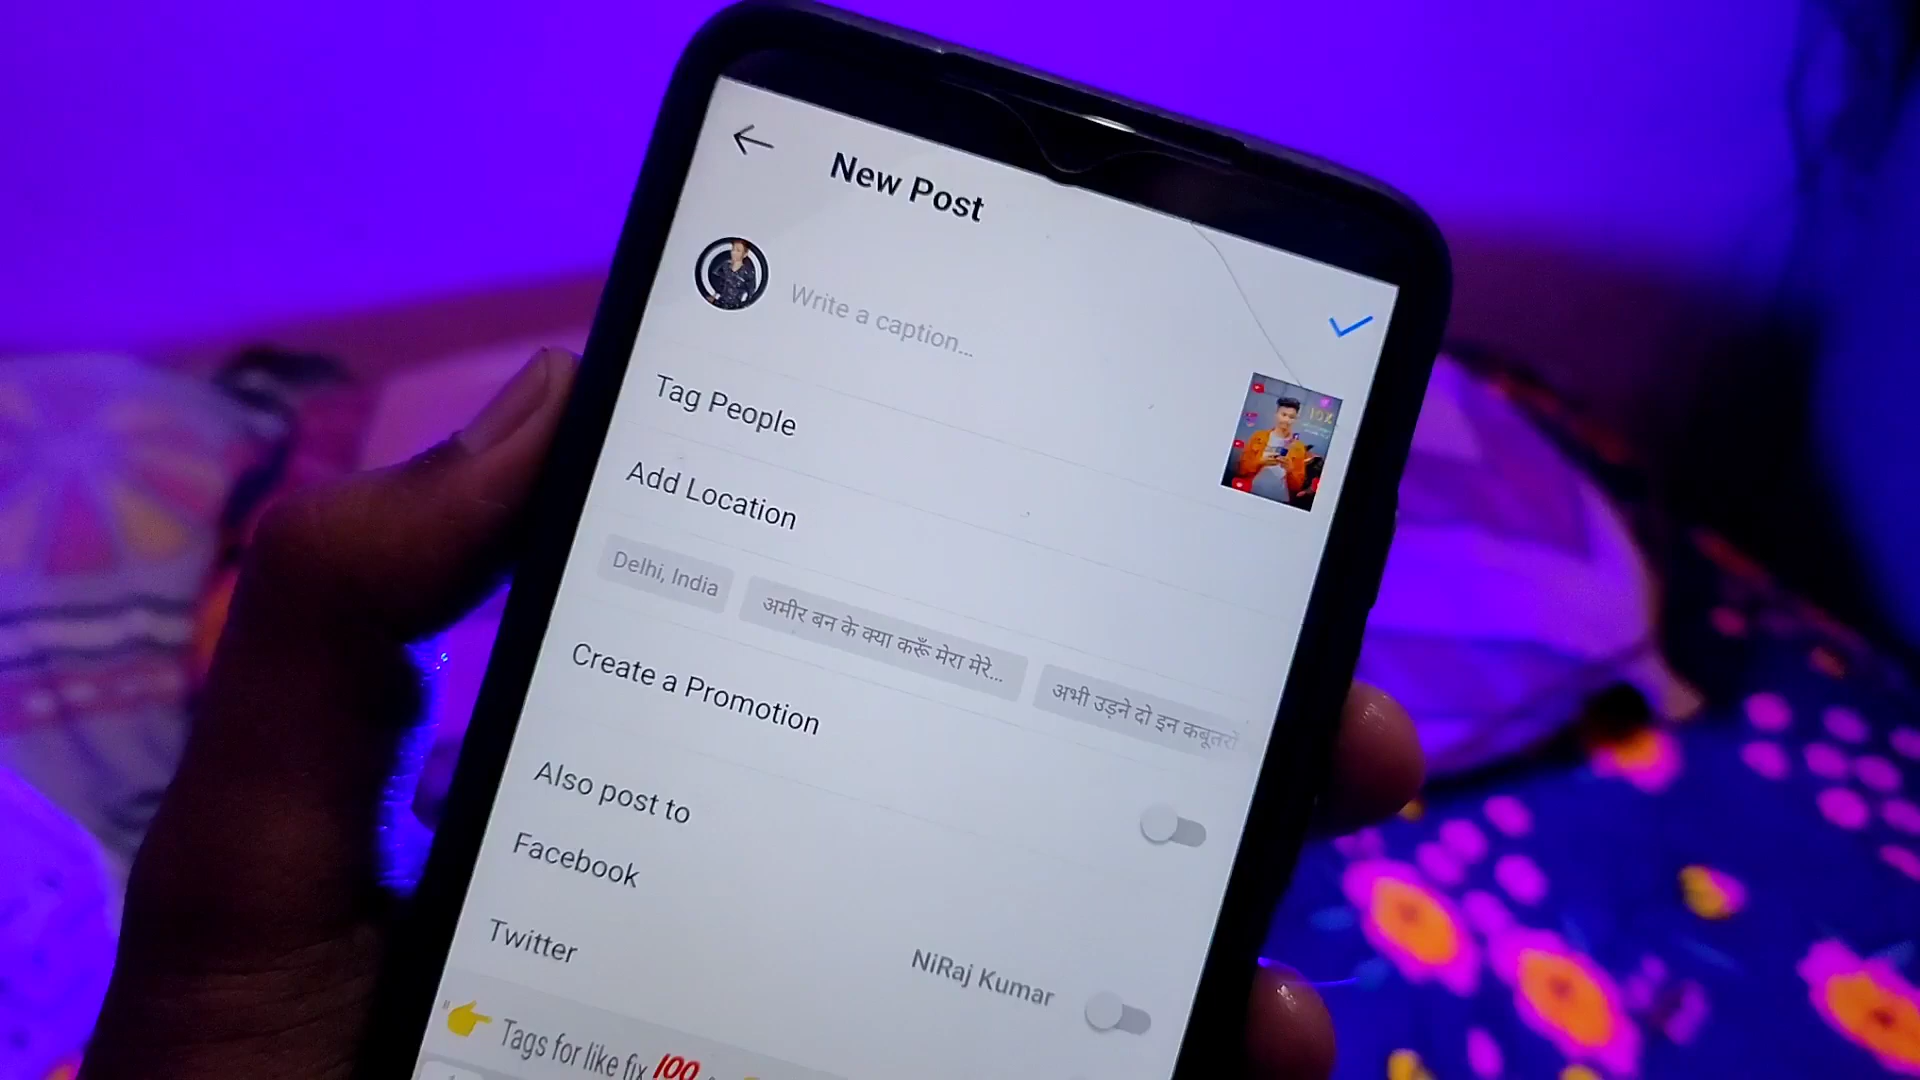 New Post
Write a caption...
10X
Tag People
Add Location
Delhi, India
अमीर बन के क्या करूँ मेरा मेरे...
अभी उड़ने दो इन कबूतरों
Create a Promotion
Also post to
Facebook
NiRaj Kumar
Twitter
"👉 Tags for like fix 💯